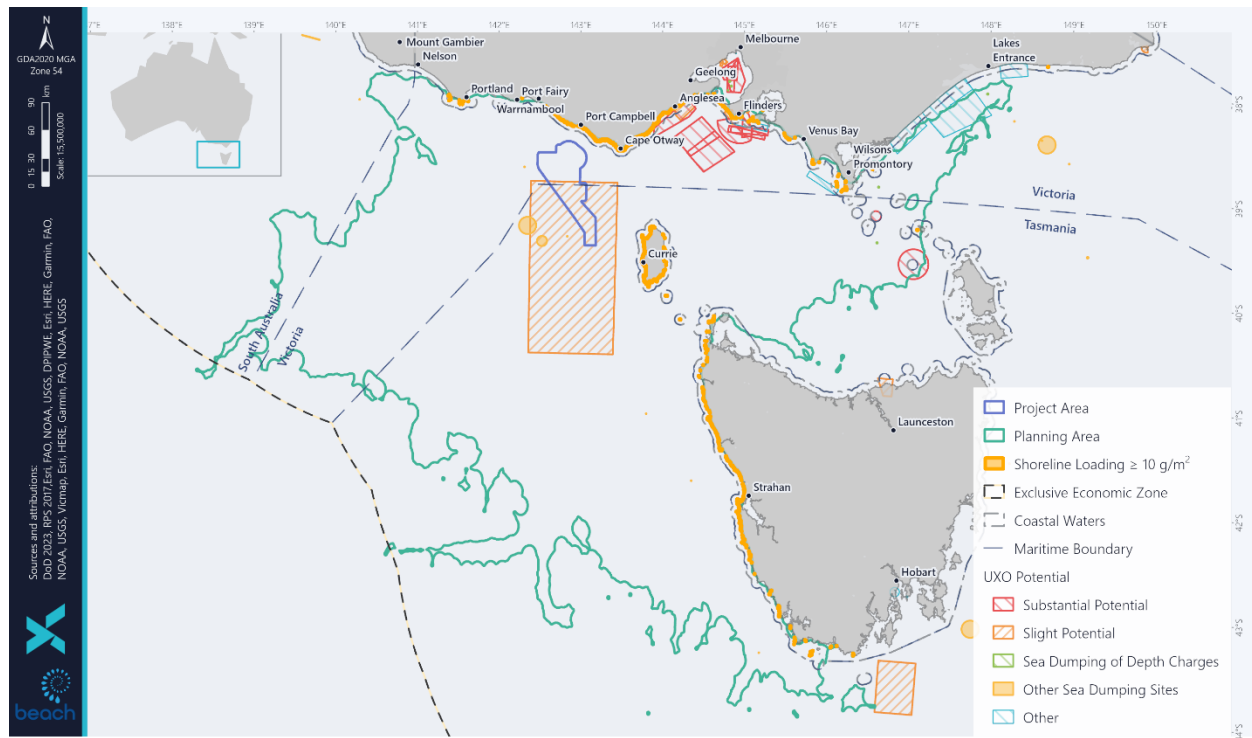 N
GDA2020 MGA
Zone 54
0 15 30 60 90
km
Scale: 1:5,500,000
Sources and attributions:
DoD 2023, RPS 2017,Esri, FAO, NOAA, USGS, DPIPWE, Esri, HERE, Garmin, FAO,
NOAA, USGS, Vicmap, Esri, HERE, Garmin, FAO, NOAA, USGS
beach
7°E 138°E 139°E 140°E 141°E 142°E 143°E 144°E 145°E 146°E 147°E 148°E 149°E 150°E
38°S
39°S
40°S
41°S
42°S
43°S
4°S
Mount Gambier
Nelson
Portland
Port Fairy
Warrnambool
Port Campbell
Cape Otway
Anglesea
Geelong
Melbourne
Flinders
Venus Bay
Wilsons
Promontory
Lakes
Entrance
Victoria
Tasmania
South Australia
Victoria
Currie
Launceston
Strahan
Hobart
Project Area
Planning Area
Shoreline Loading ≥ 10 g/m²
Exclusive Economic Zone
Coastal Waters
Maritime Boundary
UXO Potential
Substantial Potential
Slight Potential
Sea Dumping of Depth Charges
Other Sea Dumping Sites
Other